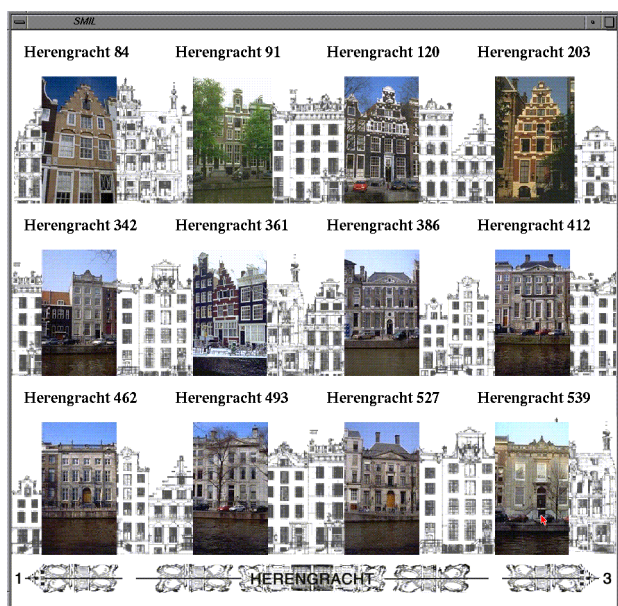 SMIL
Herengracht 84 Herengracht 91 Herengracht 120 Herengracht 203
Herengracht 342 Herengracht 361 Herengracht 386 Herengracht 412
Herengracht 462 Herengracht 493 Herengracht 527 Herengracht 539
1 HERENGRACHT 3